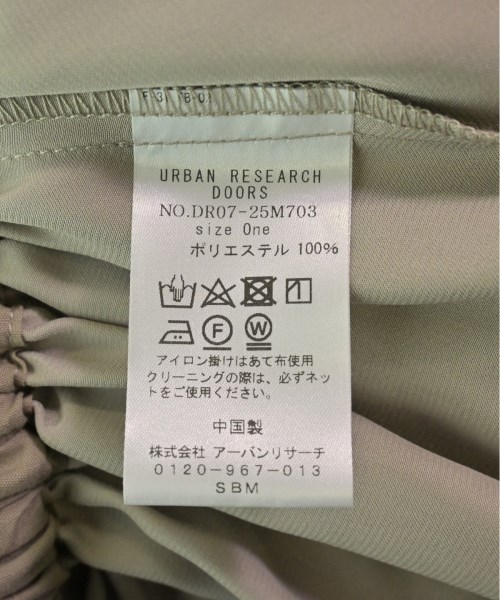 URBAN RESEARCH
DOORS
NO.DR07-25M703
size One
ポリエステル 100%
F
W
アイロン掛けはあて布使用
クリーニングの際は、必ずネッ
トをご使用ください。
中国製
株式会社 アーバンリサーチ
0120-967-013
SBM